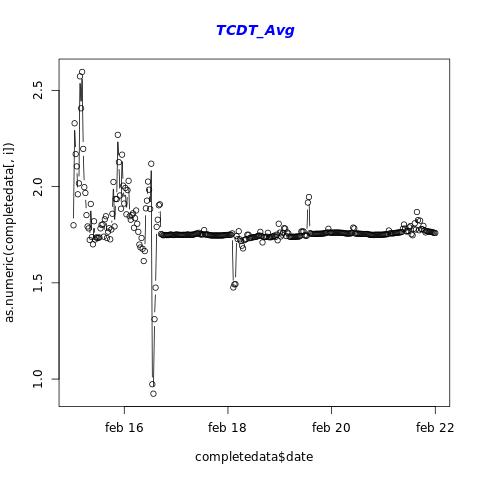 TCDT_Avg
as.numeric(completedata[, i])
2.5
2.0
1.5
1.0
feb 16
feb 18
feb 20
feb 22
completedata$date